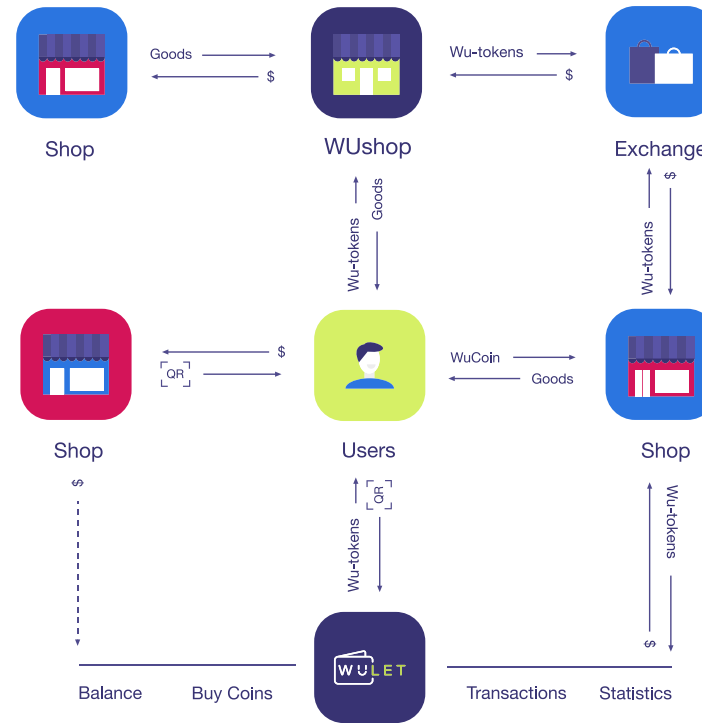 Goods
$
Wu-tokens
$
Shop
WUshop
Exchange
Wu-tokens
Goods
$
Wu-tokens
$
QR
WuCoin
Goods
Shop
Users
Shop
$
Wu-tokens
QR
$
Wu-tokens
WULET
Balance
Buy Coins
Transactions
Statistics